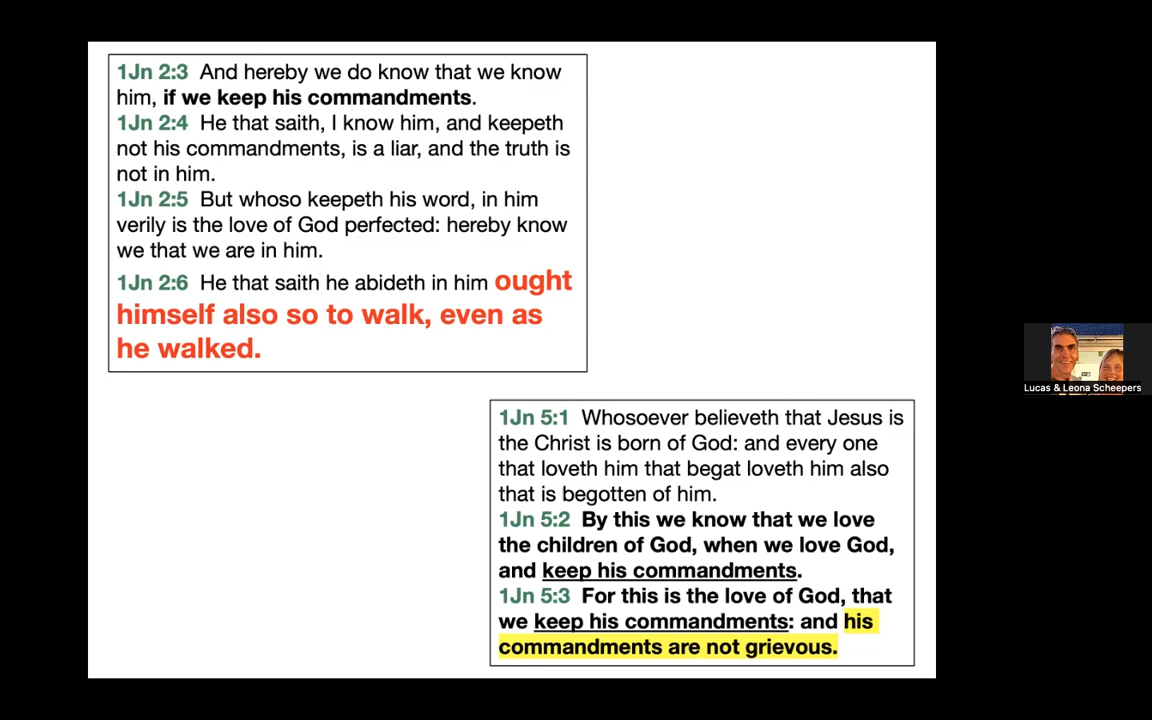 1Jn 2:3 And hereby we do know that we know
him, if we keep his commandments.
1Jn 2:4 He that saith, I know him, and keepeth
not his commandments, is a liar, and the truth is
not in him.
1Jn 2:5 But whoso keepeth his word, in him
verily is the love of God perfected: hereby know
we that we are in him.
1Jn 2:6 He that saith he abideth in him ought
himself also so to walk, even as
he walked.
1Jn 5:1 Whosoever believeth that Jesus is
the Christ is born of God: and every one
that loveth him that begat loveth him also
that is begotten of him.
1Jn 5:2 By this we know that we love
the children of God, when we love God,
and keep his commandments.
1Jn 5:3 For this is the love of God, that
we keep his commandments: and his
commandments are not grievous.
Lucas & Leona Scheepers